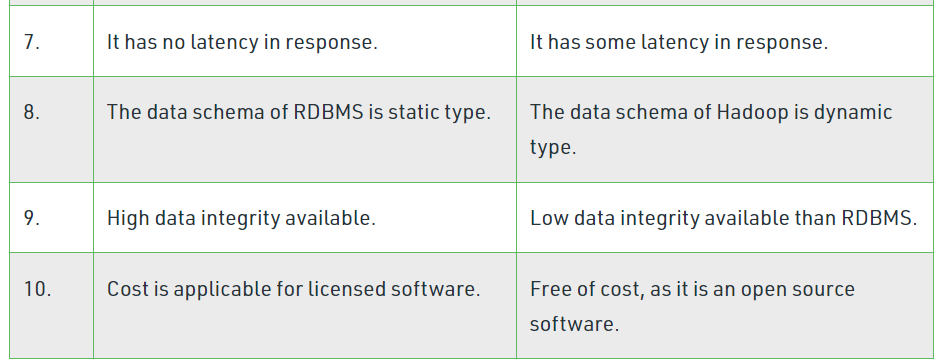 7. It has no latency in response. It has some latency in response.
8. The data schema of RDBMS is static type. The data schema of Hadoop is dynamic
type.
9. High data integrity available. Low data integrity available than RDBMS.
10. Cost is applicable for licensed software. Free of cost, as it is an open source
software.